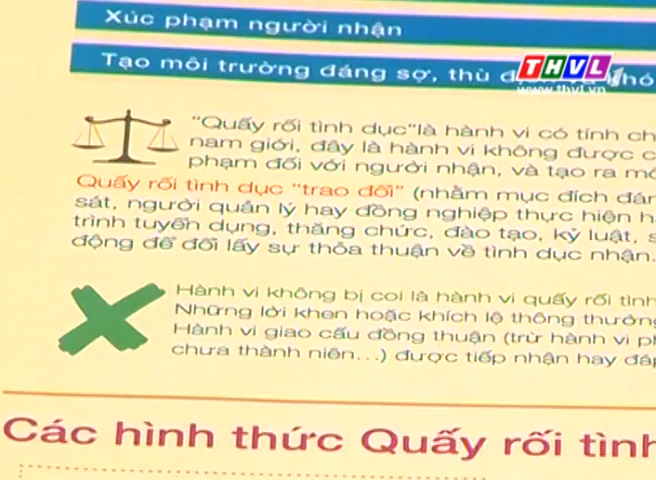 Xúc phạm người nhận
Tạo môi trường đáng sợ, thù
THVL
www.thvl.vn
"Quấy rối tình dục"là hành vi có tính
nam giới, đây là hành vi không được
phạm đối với người nhận, và tạo ra
Quấy rối tình dục "trao đổi" (nhằm mục đích
sát, người quản lý hay đồng nghiệp thực hiện
trình tuyển dụng, thăng chức, đào tạo, kỷ luật,
động để đổi lấy sự thỏa thuận về tình dục nhận.
Hành vi không bị coi là hành vi quấy rối tình
Những lời khen hoặc khích lệ thông thường
Hành vi giao cấu đồng thuận (trừ hành vi
chưa thành niên...) được tiếp nhận hay
Các hình thức Quấy rối tình